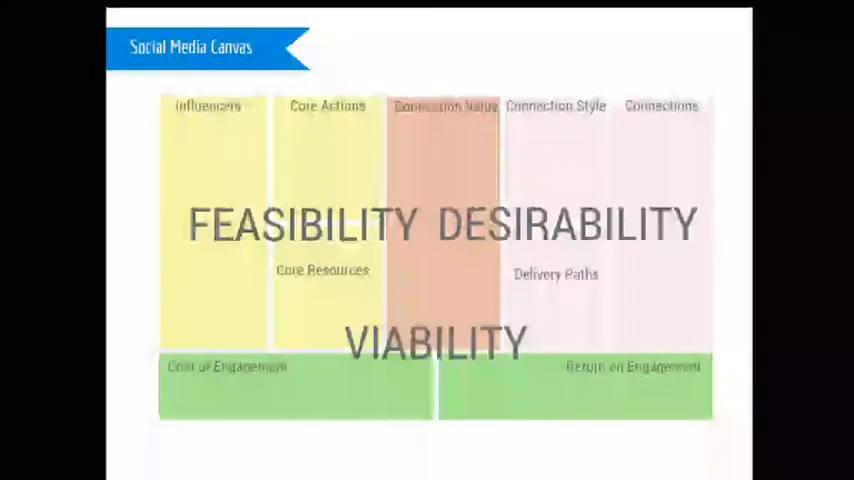 Social Media Canvas
Influencers Core Actions Connection Value Connection Style Connections
FEASIBILITY DESIRABILITY
Core Resources Delivery Paths
VIABILITY
Cost of Engagement Return on Engagement